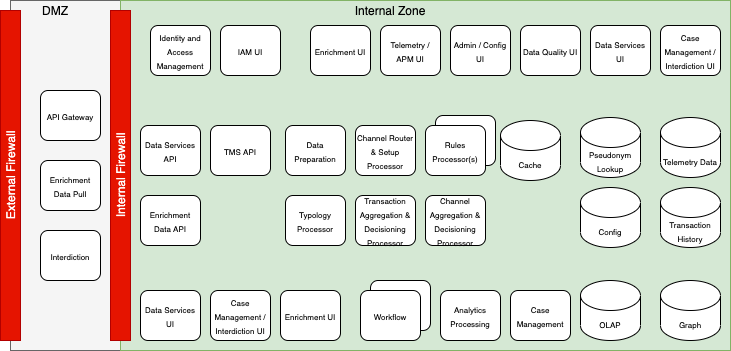 DMZ
Internal Zone
External Firewall
Internal Firewall
API Gateway
Enrichment
Data Pull
Interdiction
Identity and
Access
Management
IAM UI
Enrichment UI
Telemetry /
APM UI
Admin / Config
UI
Data Quality UI
Data Services
UI
Case
Management /
Interdiction UI
Data Services
API
TMS API
Data
Preparation
Channel Router
& Setup
Processor
Rules
Processor(s)
Cache
Pseudonym
Lookup
Telemetry Data
Enrichment
Data API
Typology
Processor
Transaction
Aggregation &
Decisioning
Processor
Channel
Aggregation &
Decisioning
Processor
Config
Transaction
History
Data Services
UI
Case
Management /
Interdiction UI
Enrichment UI
Workflow
Analytics
Processing
Case
Management
OLAP
Graph